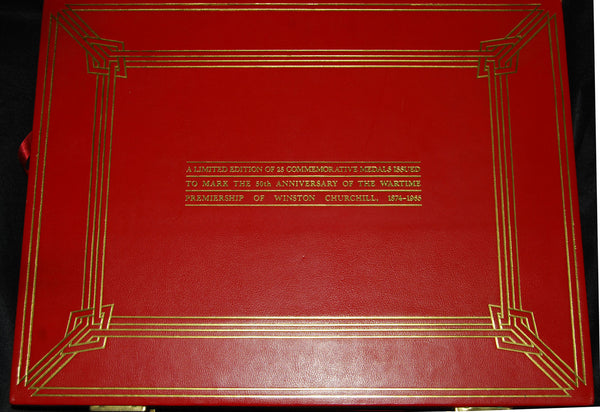 A LIMITED EDITION OF 25 COMMEMORATIVE MEDALS ISSUED
TO MARK THE 50th ANNIVERSARY OF THE WARTIME
PREMIERSHIP OF WINSTON CHURCHILL, 1874–1965